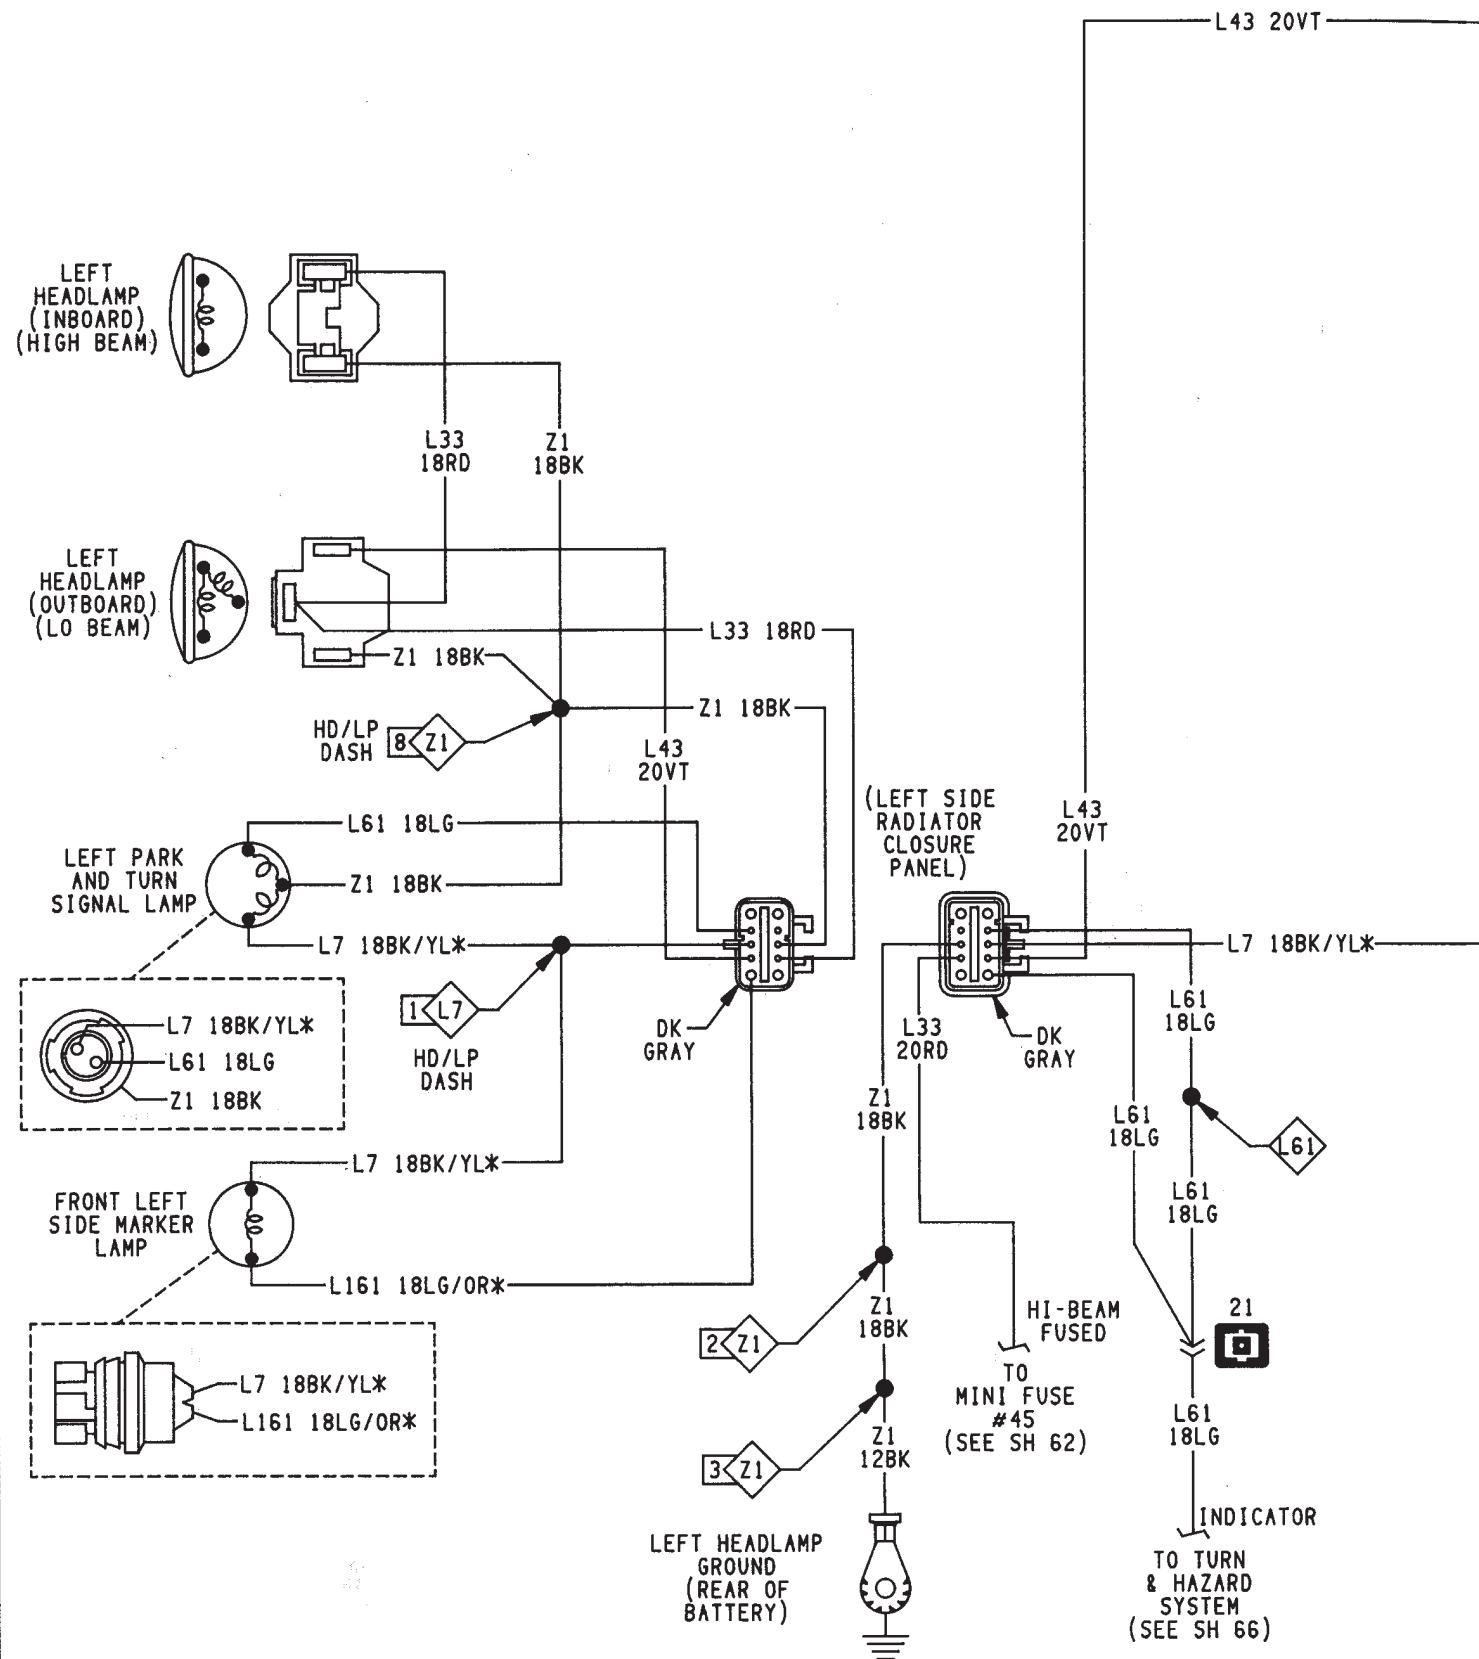 L43 20VT
LEFT
HEADLAMP
(INBOARD)
(HIGH BEAM)
L33
18RD
Z1
18BK
LEFT
HEADLAMP
(OUTBOARD)
(LO BEAM)
L33 18RD
Z1 18BK
Z1 18BK
HD/LP
DASH
8 Z1
L43
20VT
(LEFT SIDE
RADIATOR
CLOSURE
PANEL)
L43
20VT
L61 18LG
LEFT PARK
AND TURN
SIGNAL LAMP
Z1 18BK
L7 18BK/YL*
L7 18BK/YL*
1 L7
HD/LP
DASH
DK
GRAY
L33
20RD
DK
GRAY
L61
18LG
L7 18BK/YL*
L61 18LG
Z1 18BK
Z1
18BK
L61
18LG
L61
L7 18BK/YL*
FRONT LEFT
SIDE MARKER
LAMP
L61
18LG
L161 18LG/OR*
2 Z1
Z1
18BK
HI-BEAM
FUSED
21
TO
MINI FUSE
#45
(SEE SH 62)
L7 18BK/YL*
L161 18LG/OR*
L61
18LG
3 Z1
Z1
12BK
LEFT HEADLAMP
GROUND
(REAR OF
BATTERY)
INDICATOR
TO TURN
& HAZARD
SYSTEM
(SEE SH 66)